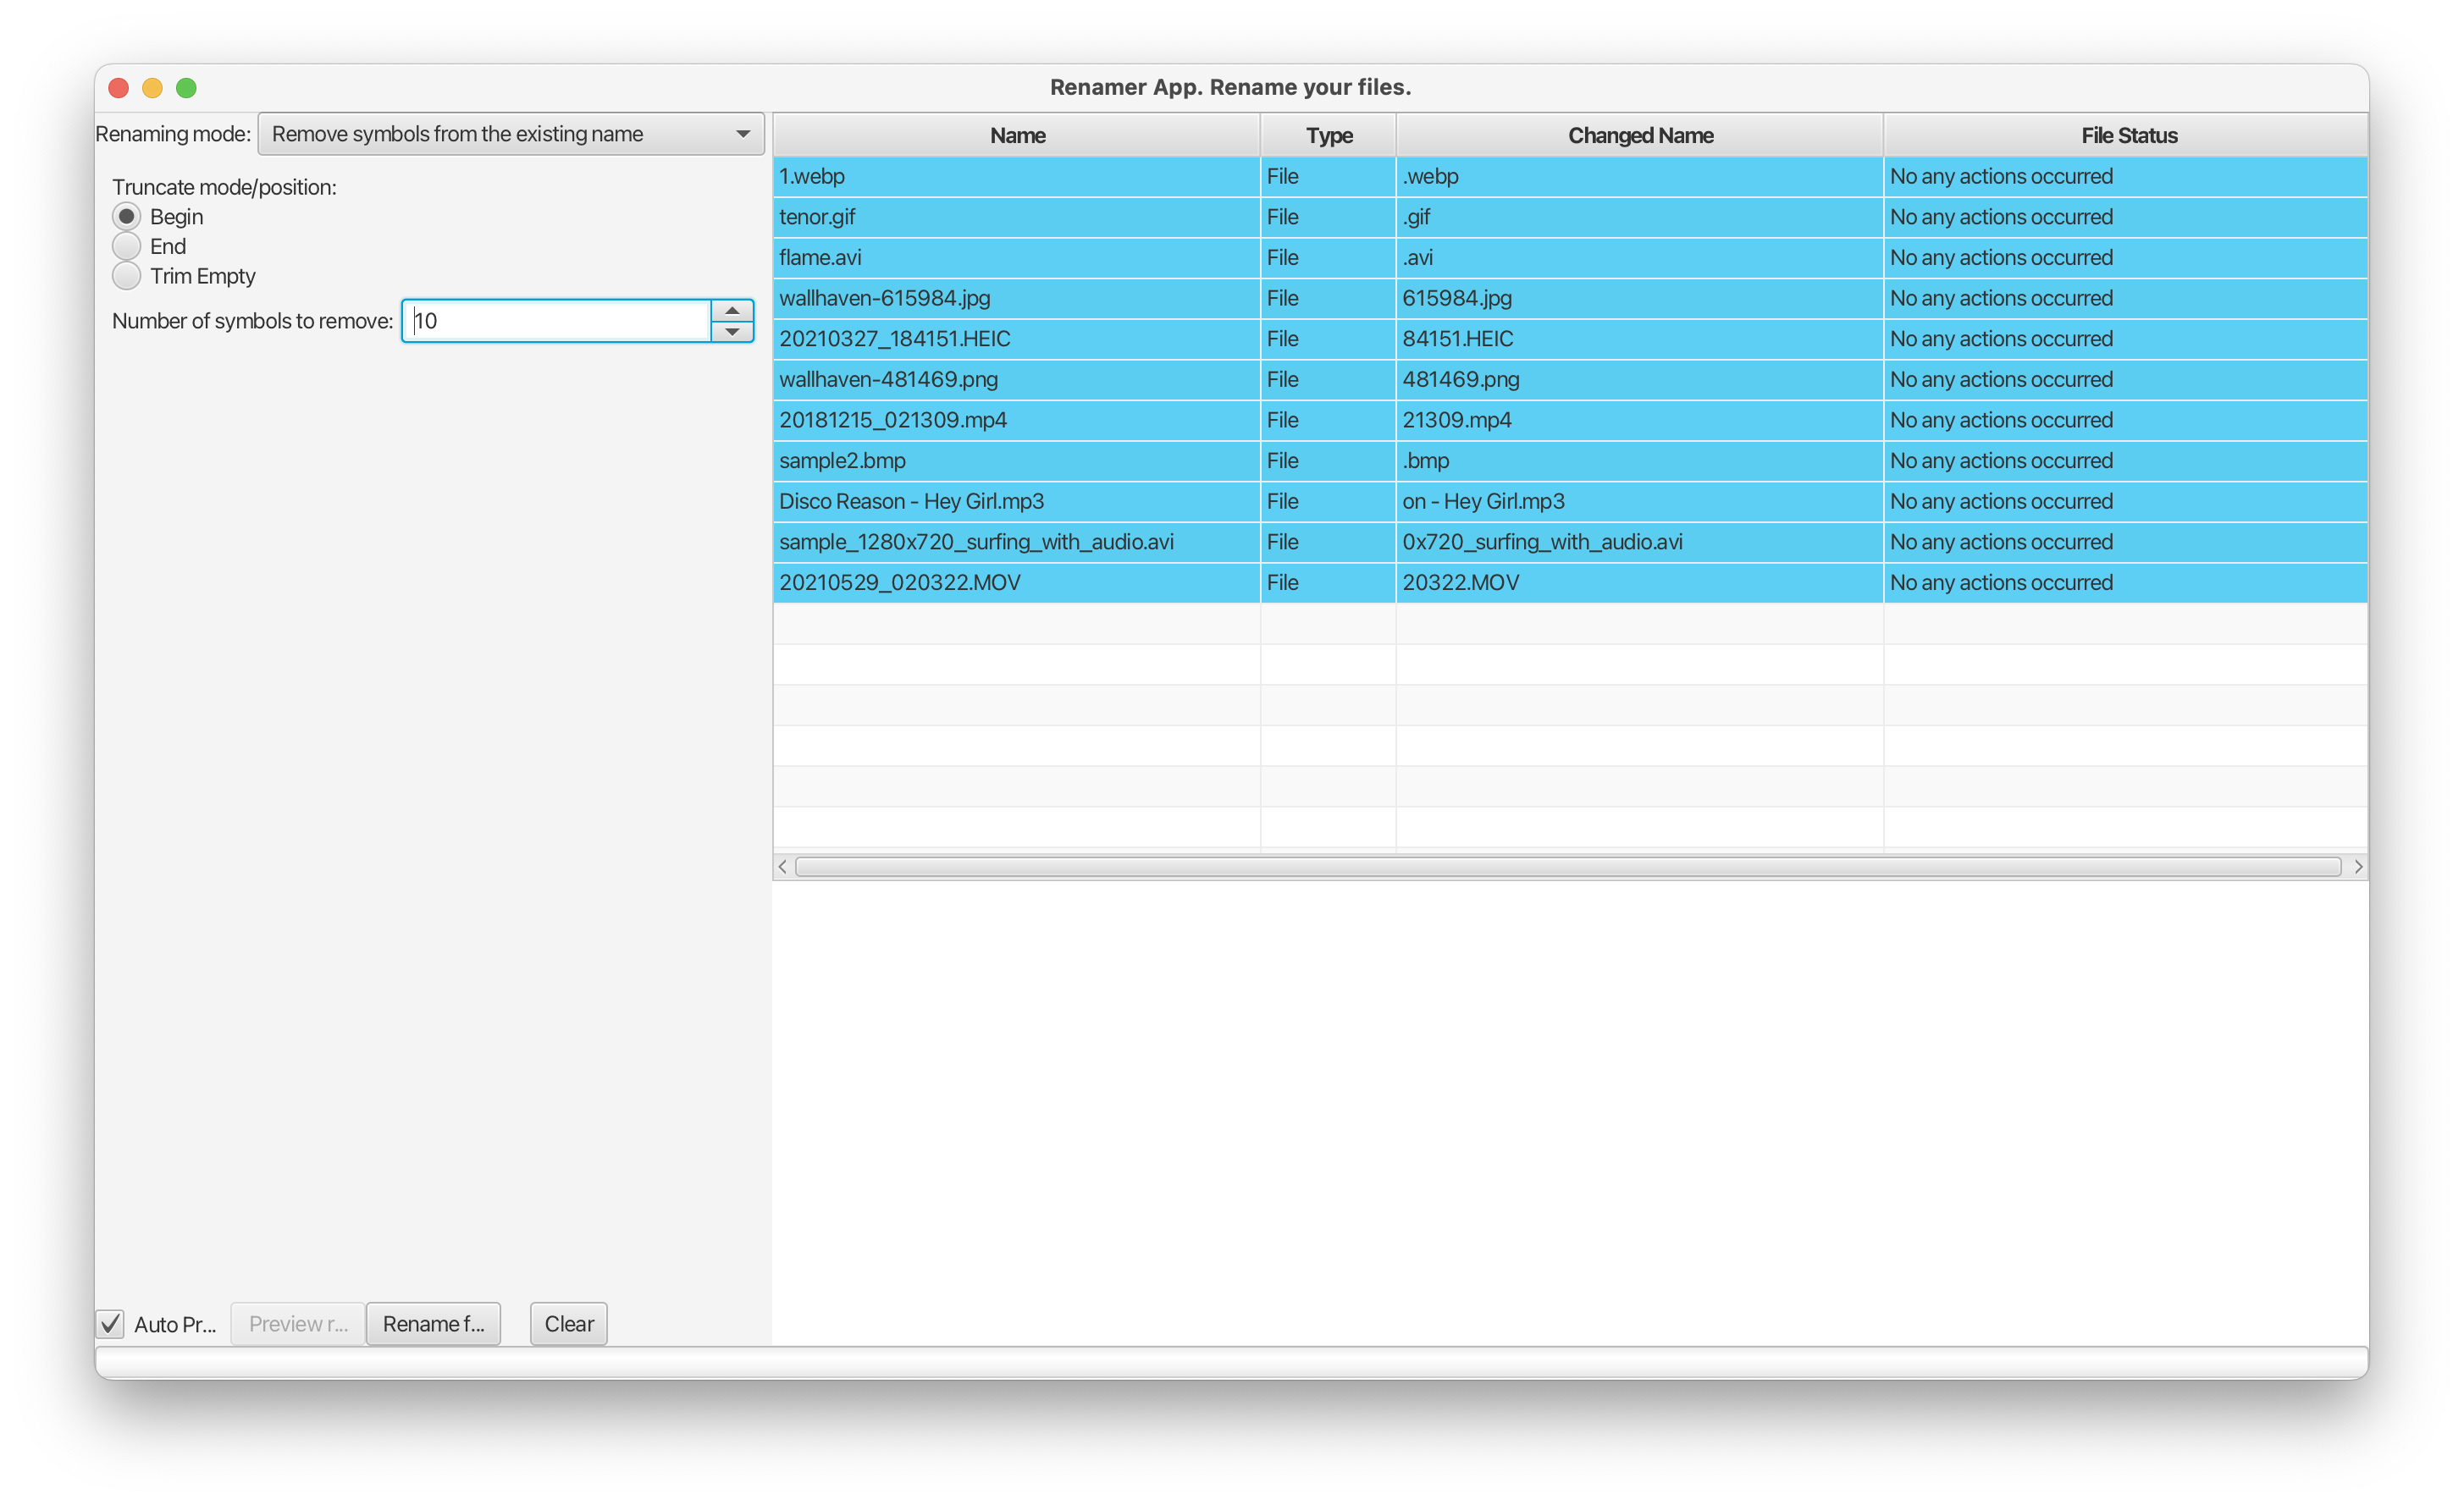 Renamer App. Rename your files.
Renaming mode: Remove symbols from the existing name
Truncate mode/position:
Begin
End
Trim Empty
Number of symbols to remove: 10
Name Type Changed Name File Status
1.webp File .webp No any actions occurred
tenor.gif File .gif No any actions occurred
flame.avi File .avi No any actions occurred
wallhaven-615984.jpg File 615984.jpg No any actions occurred
20210327_184151.HEIC File 84151.HEIC No any actions occurred
wallhaven-481469.png File 481469.png No any actions occurred
20181215_021309.mp4 File 21309.mp4 No any actions occurred
sample2.bmp File .bmp No any actions occurred
Disco Reason - Hey Girl.mp3 File on - Hey Girl.mp3 No any actions occurred
sample_1280x720_surfing_with_audio.avi File 0x720_surfing_with_audio.avi No any actions occurred
20210529_020322.MOV File 20322.MOV No any actions occurred
Auto Pr... Preview r... Rename f... Clear